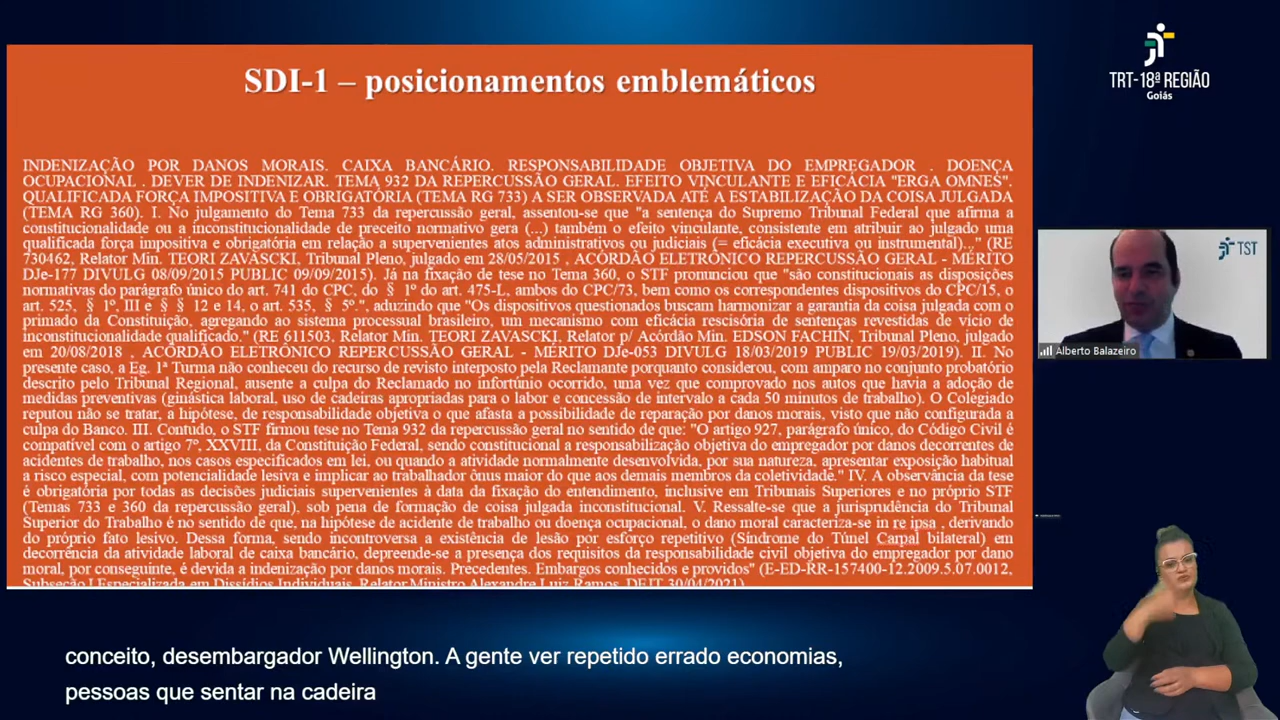 SDI-1 – posicionamentos emblemáticos
INDENIZAÇÃO POR DANOS MORAIS. CAIXA BANCÁRIO. RESPONSABILIDADE OBJETIVA DO EMPREGADOR . DOENÇA
OCUPACIONAL . DEVER DE INDENIZAR. TEMA 932 DA REPERCUSSÃO GERAL. EFEITO VINCULANTE E EFICÁCIA "ERGA OMNES".
QUALIFICADA FORÇA IMPOSITIVA E OBRIGATÓRIA (TEMA RG 733) A SER OBSERVADA ATÉ A ESTABILIZAÇÃO DA COISA JULGADA
(TEMA RG 360). I. No julgamento do Tema 733 da repercussão geral, assentou-se que "a sentença do Supremo Tribunal Federal que afirma a
constitucionalidade ou a inconstitucionalidade de preceito normativo gera (...) também o efeito vinculante, consistente em atribuir ao julgado uma
qualificada força impositiva e obrigatória em relação a supervenientes atos administrativos ou judiciais (= eficácia executiva ou instrumental)..." (RE
730462, Relator Min. TEORI ZAVASCKI, Tribunal Pleno, julgado em 28/05/2015 , ACÓRDÃO ELETRÔNICO REPERCUSSÃO GERAL - MÉRITO
DJe-177 DIVULG 08/09/2015 PUBLIC 09/09/2015). Já na fixação de tese no Tema 360, o STF pronunciou que "são constitucionais as disposições
normativas do parágrafo único do art. 741 do CPC, do § 1º do art. 475-L, ambos do CPC/73, bem como os correspondentes dispositivos do CPC/15, o
art. 525, § 1º, III e § § 12 e 14, o art. 535, § 5º.", aduzindo que "Os dispositivos questionados buscam harmonizar a garantia da coisa julgada com o
primado da Constituição, agregando ao sistema processual brasileiro, um mecanismo com eficácia rescisória de sentenças revestidas de vício de
inconstitucionalidade qualificado." (RE 611503, Relator Min. TEORI ZAVASCKI, Relator p/ Acórdão Min. EDSON FACHIN, Tribunal Pleno, julgado
em 20/08/2018 , ACÓRDÃO ELETRÔNICO REPERCUSSÃO GERAL - MÉRITO DJe-053 DIVULG 18/03/2019 PUBLIC 19/03/2019). II. No
presente caso, a Eg. 1ª Turma não conheceu do recurso de revista interposto pela Reclamante porquanto considerou, com amparo no conjunto probatório
descrito pelo Tribunal Regional, ausente a culpa do Reclamado no infortúnio ocorrido, uma vez que comprovado nos autos que havia a adoção de
medidas preventivas (ginástica laboral, uso de cadeiras apropriadas para o labor e concessão de intervalo a cada 50 minutos de trabalho). O Colegiado
reputou não se tratar, a hipótese, de responsabilidade objetiva o que afasta a possibilidade de reparação por danos morais, visto que não configurada a
culpa do Banco. III. Contudo, o STF firmou tese no Tema 932 da repercussão geral no sentido de que: "O artigo 927, parágrafo único, do Código Civil é
compatível com o artigo 7º, XXVIII, da Constituição Federal, sendo constitucional a responsabilização objetiva do empregador por danos decorrentes de
acidentes de trabalho, nos casos especificados em lei, ou quando a atividade normalmente desenvolvida, por sua natureza, apresentar exposição habitual
a risco especial, com potencialidade lesiva e implicar ao trabalhador ônus maior do que aos demais membros da coletividade." IV. A observância da tese
é obrigatória por todas as decisões judiciais supervenientes à data da fixação do entendimento, inclusive em Tribunais Superiores e no próprio STF
(Temas 733 e 360 da repercussão geral), sob pena de formação de coisa julgada inconstitucional. V. Ressalte-se que a jurisprudência do Tribunal
Superior do Trabalho é no sentido de que, na hipótese de acidente de trabalho ou doença ocupacional, o dano moral caracteriza-se in re ipsa , derivando
do próprio fato lesivo. Dessa forma, sendo incontroversa a existência de lesão por esforço repetitivo (Síndrome do Túnel Carpal bilateral) em
decorrência da atividade laboral de caixa bancário, depreende-se a presença dos requisitos da responsabilidade civil objetiva do empregador por dano
moral, por conseguinte, é devida a indenização por danos morais. Precedentes. Embargos conhecidos e providos" (E-ED-RR-157400-12.2009.5.07.0012,
Subseção I Especializada em Dissídios Individuais, Relator Ministro Alexandre Luiz Ramos, DEJT 30/04/2021).
TRT-18ª REGIÃO
Goiás
TST
Alberto Balazeiro
conceito, desembargador Wellington. A gente ver repetido errado economias,
pessoas que sentar na cadeira